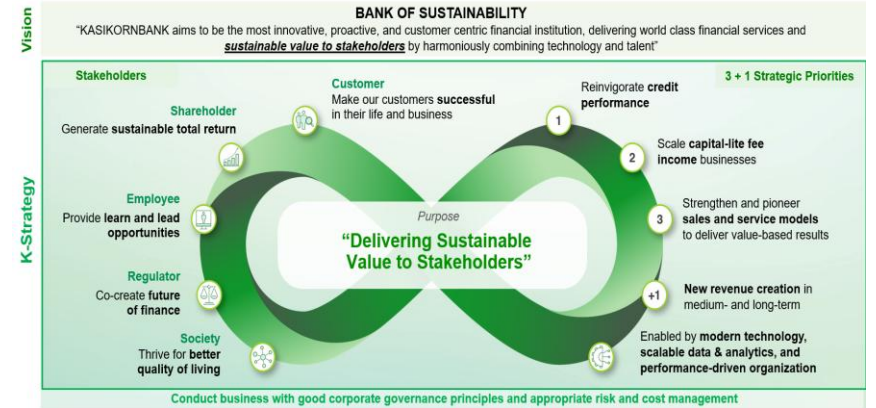 Vision
BANK OF SUSTAINABILITY
“KASIKORNBANK aims to be the most innovative, proactive, and customer centric financial institution, delivering world class financial services and
sustainable value to stakeholders by harmoniously combining technology and talent”
K-Strategy
Stakeholders
3 + 1 Strategic Priorities
Customer
Make our customers successful
in their life and business
Shareholder
Generate sustainable total return
Employee
Provide learn and lead
opportunities
Regulator
Co-create future
of finance
Society
Thrive for better
quality of living
Purpose
“Delivering Sustainable
Value to Stakeholders”
1
Reinvigorate credit
performance
2
Scale capital-lite fee
income businesses
3
Strengthen and pioneer
sales and service models
to deliver value-based results
+1
New revenue creation in
medium- and long-term
Enabled by modern technology,
scalable data & analytics, and
performance-driven organization
Conduct business with good corporate governance principles and appropriate risk and cost management